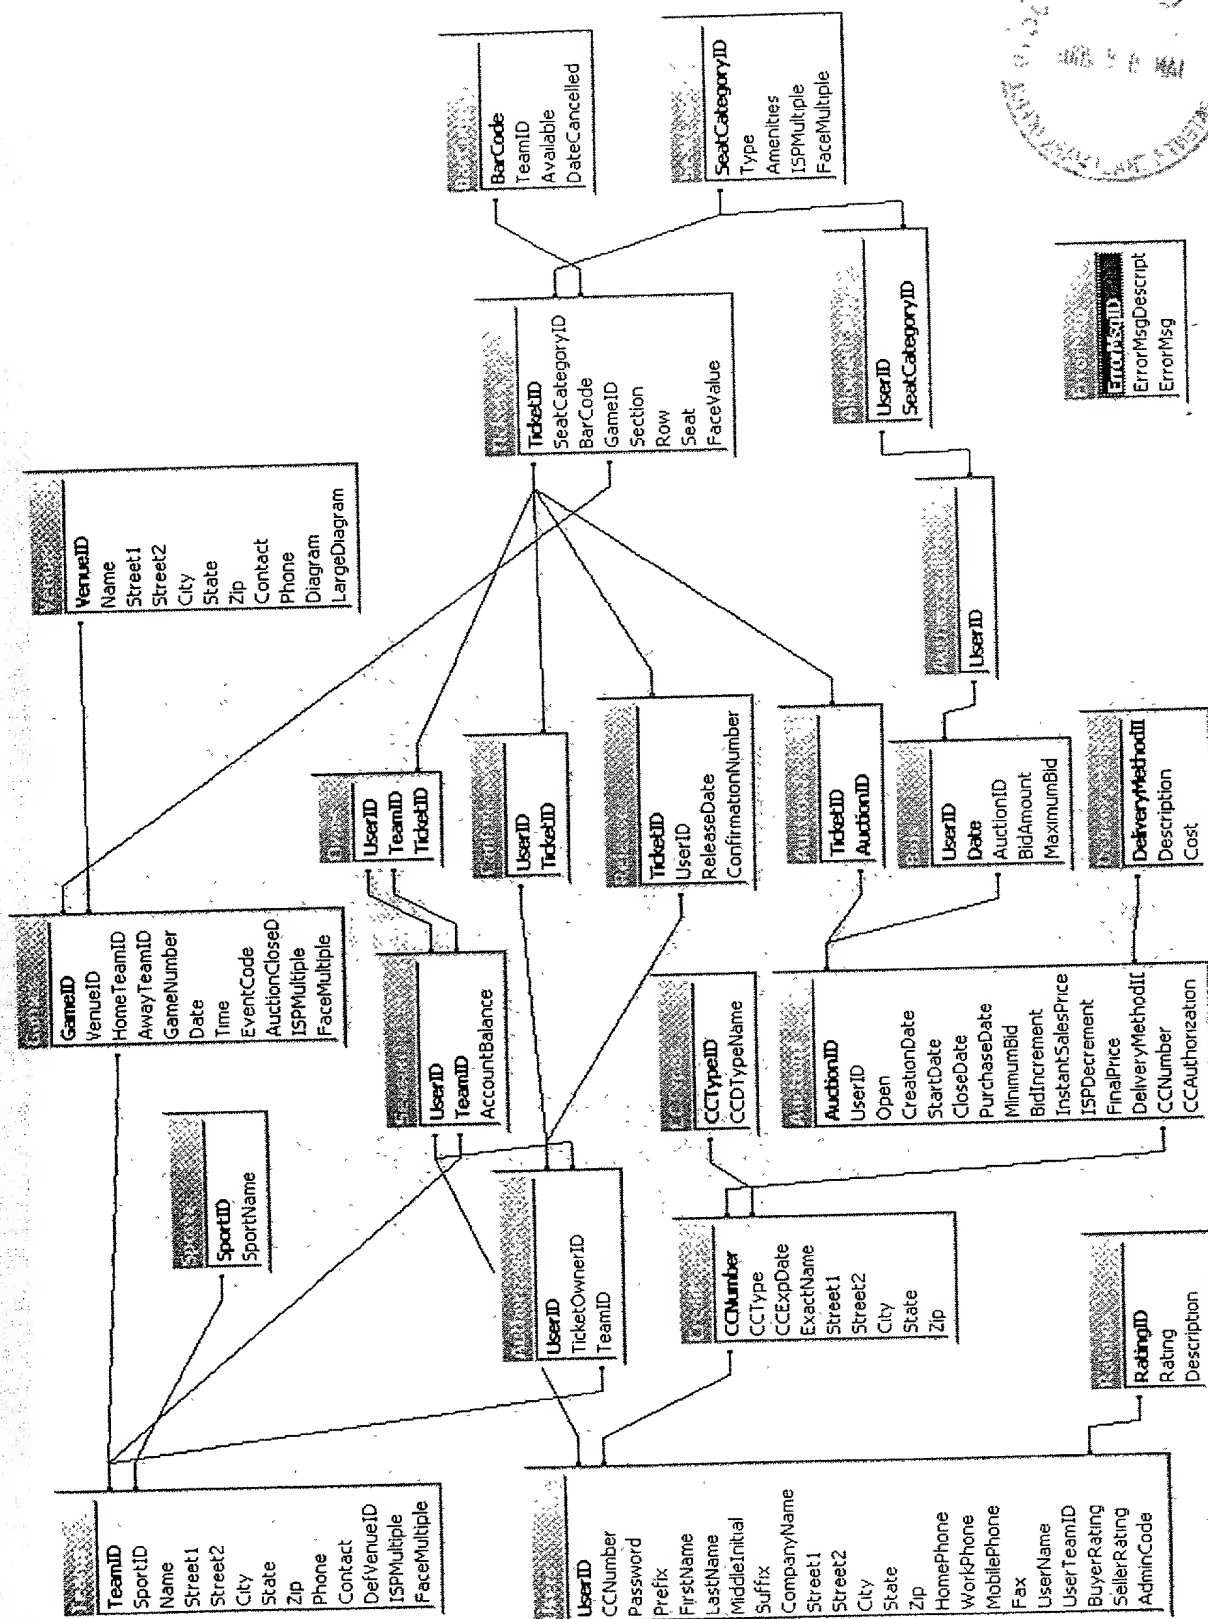 TeamID
SportID
Name
Street1
Street2
City
State
Zip
Phone
Contact
DefVenueID
ISPMultiple
FaceMultiple
UserID
CCNumber
Password
Prefix
FirstName
LastName
MiddleInitial
Suffix
CompanyName
Street1
Street2
City
State
Zip
HomePhone
WorkPhone
MobilePhone
Fax
UserName
UserTeamID
BuyerRating
SellerRating
AdminCode
SportID
SportName
UserID
TicketOwnerID
TeamID
CCNumber
CCType
CCExpDate
ExactName
Street1
Street2
City
State
Zip
RatingID
Rating
Description
GameID
VenueID
HomeTeamID
AwayTeamID
GameNumber
Date
Time
EventCode
AuctionCloseD
ISPMultiple
FaceMultiple
UserID
TeamID
AccountBalance
CCTypeID
CCDTypeName
AuctionID
UserID
Open
CreationDate
StartDate
CloseDate
PurchaseDate
MinimumBid
BidIncrement
InstantSalesPrice
ISPDecrement
FinalPrice
DeliveryMethodID
CCNumber
CCAuthorization
UserID
TeamID
TicketID
UserID
TicketID
TicketID
UserID
ReleaseDate
ConfirmationNumber
TicketID
AuctionID
UserID
Date
AuctionID
BidAmount
MaximumBid
DeliveryMethodII
Description
Cost
VenueID
Name
Street1
Street2
City
State
Zip
Contact
Phone
Diagram
LargeDiagram
TicketID
SeatCategoryID
BarCode
GameID
Section
Row
Seat
FaceValue
UserID
UserID
SeatCategoryID
BarCode
TeamID
Available
DateCancelled
SeatCategoryID
Type
Amenities
ISPMultiple
FaceMultiple
ErrorMsgID
ErrorMsgDescript
ErrorMsg